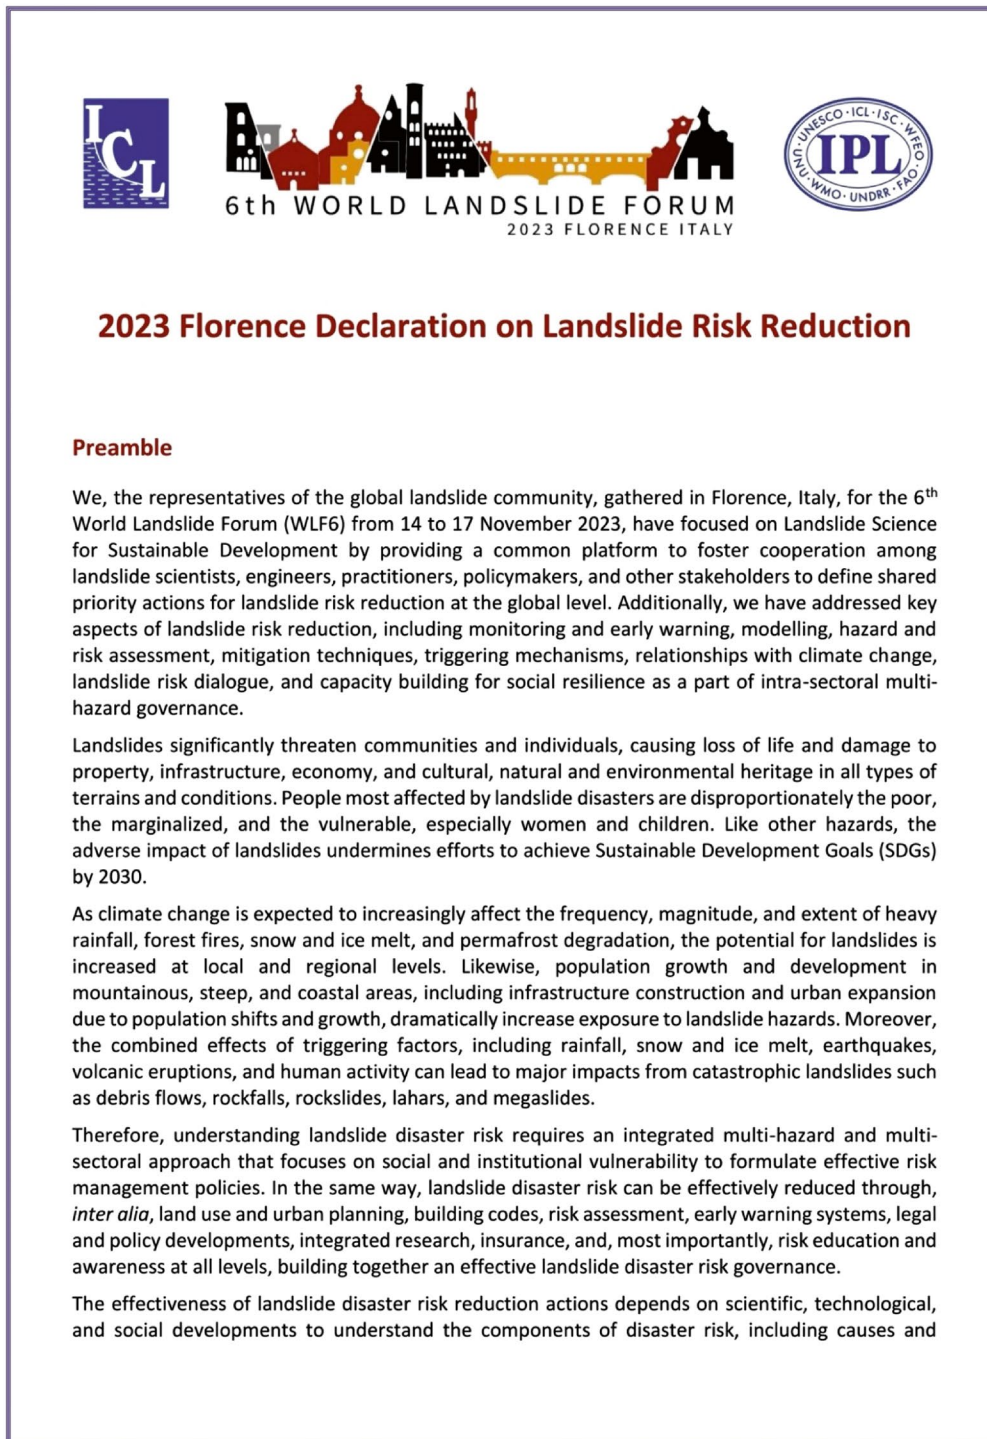 ICL
6th WORLD LANDSLIDE FORUM
2023 FLORENCE ITALY
UNESCO · ICL · ISC · WFEO · FAO · UNDRR · WMO · UNU ·
IPL
2023 Florence Declaration on Landslide Risk Reduction
Preamble
We, the representatives of the global landslide community, gathered in Florence, Italy, for the 6th
World Landslide Forum (WLF6) from 14 to 17 November 2023, have focused on Landslide Science
for Sustainable Development by providing a common platform to foster cooperation among
landslide scientists, engineers, practitioners, policymakers, and other stakeholders to define shared
priority actions for landslide risk reduction at the global level. Additionally, we have addressed key
aspects of landslide risk reduction, including monitoring and early warning, modelling, hazard and
risk assessment, mitigation techniques, triggering mechanisms, relationships with climate change,
landslide risk dialogue, and capacity building for social resilience as a part of intra-sectoral multi-
hazard governance.
Landslides significantly threaten communities and individuals, causing loss of life and damage to
property, infrastructure, economy, and cultural, natural and environmental heritage in all types of
terrains and conditions. People most affected by landslide disasters are disproportionately the poor,
the marginalized, and the vulnerable, especially women and children. Like other hazards, the
adverse impact of landslides undermines efforts to achieve Sustainable Development Goals (SDGs)
by 2030.
As climate change is expected to increasingly affect the frequency, magnitude, and extent of heavy
rainfall, forest fires, snow and ice melt, and permafrost degradation, the potential for landslides is
increased at local and regional levels. Likewise, population growth and development in
mountainous, steep, and coastal areas, including infrastructure construction and urban expansion
due to population shifts and growth, dramatically increase exposure to landslide hazards. Moreover,
the combined effects of triggering factors, including rainfall, snow and ice melt, earthquakes,
volcanic eruptions, and human activity can lead to major impacts from catastrophic landslides such
as debris flows, rockfalls, rockslides, lahars, and megaslides.
Therefore, understanding landslide disaster risk requires an integrated multi-hazard and multi-
sectoral approach that focuses on social and institutional vulnerability to formulate effective risk
management policies. In the same way, landslide disaster risk can be effectively reduced through,
inter alia, land use and urban planning, building codes, risk assessment, early warning systems, legal
and policy developments, integrated research, insurance, and, most importantly, risk education and
awareness at all levels, building together an effective landslide disaster risk governance.
The effectiveness of landslide disaster risk reduction actions depends on scientific, technological,
and social developments to understand the components of disaster risk, including causes and